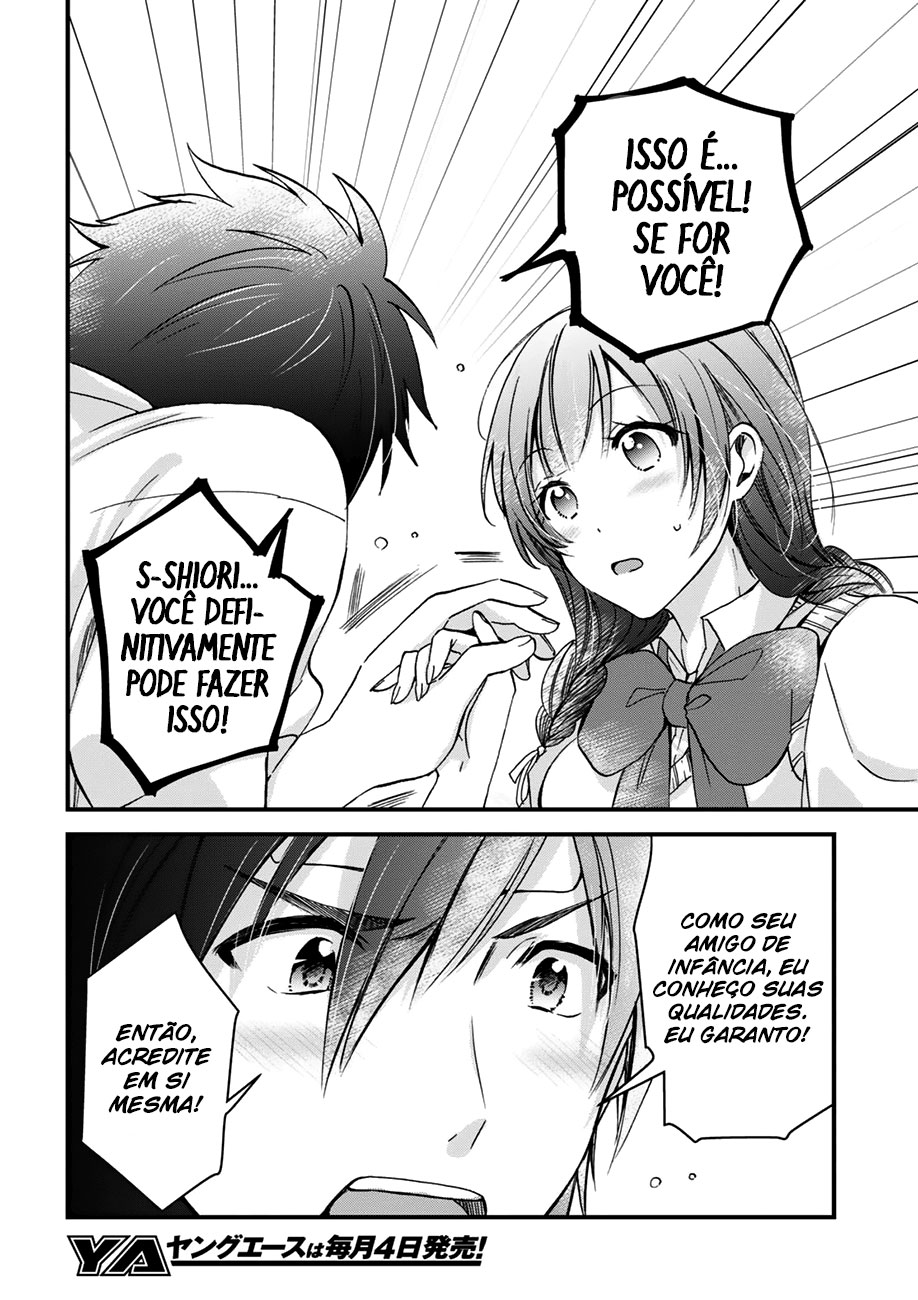 ISSO É...
POSSÍVEL!
SE FOR
VOCÊ!
S-SHIORI...
VOCÊ DEFI-
NITIVAMENTE
PODE FAZER
ISSO!
COMO SEU
AMIGO DE
INFÂNCIA, EU
CONHEÇO SUAS
QUALIDADES.
EU GARANTO!
ENTÃO,
ACREDITE
EM SI
MESMA!
YA ヤングエースは毎月4日発売!